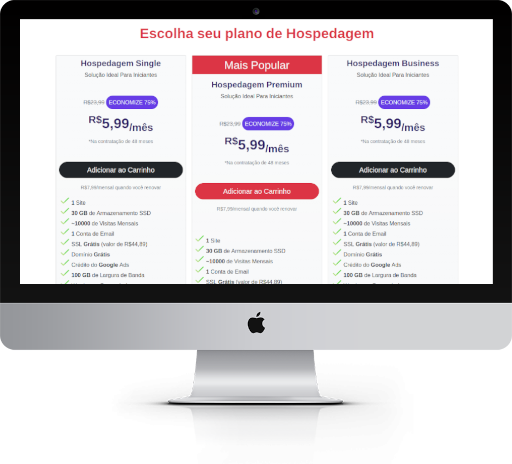 Escolha seu plano de Hospedagem
Hospedagem Single
Solução Ideal Para Iniciantes
R$23,99 ECONOMIZE 75%
R$5,99/mês
*Na contratação de 48 meses
Adicionar ao Carrinho
R$7,99/mensal quando você renovar
1 Site
30 GB de Armazenamento SSD
~10000 de Visitas Mensais
1 Conta de Email
SSL Grátis (valor de R$44,89)
Domínio Grátis
Crédito do Google Ads
100 GB de Largura de Banda
Mais Popular
Hospedagem Premium
Solução Ideal Para Iniciantes
R$23,99 ECONOMIZE 75%
R$5,99/mês
*Na contratação de 48 meses
Adicionar ao Carrinho
R$7,99/mensal quando você renovar
1 Site
30 GB de Armazenamento SSD
~10000 de Visitas Mensais
1 Conta de Email
SSL Grátis (valor de R$44,89)
Hospedagem Business
Solução Ideal Para Iniciantes
R$23,99 ECONOMIZE 75%
R$5,99/mês
*Na contratação de 48 meses
Adicionar ao Carrinho
R$7,99/mensal quando você renovar
1 Site
30 GB de Armazenamento SSD
~10000 de Visitas Mensais
1 Conta de Email
SSL Grátis (valor de R$44,89)
Domínio Grátis
Crédito do Google Ads
100 GB de Largura de Banda